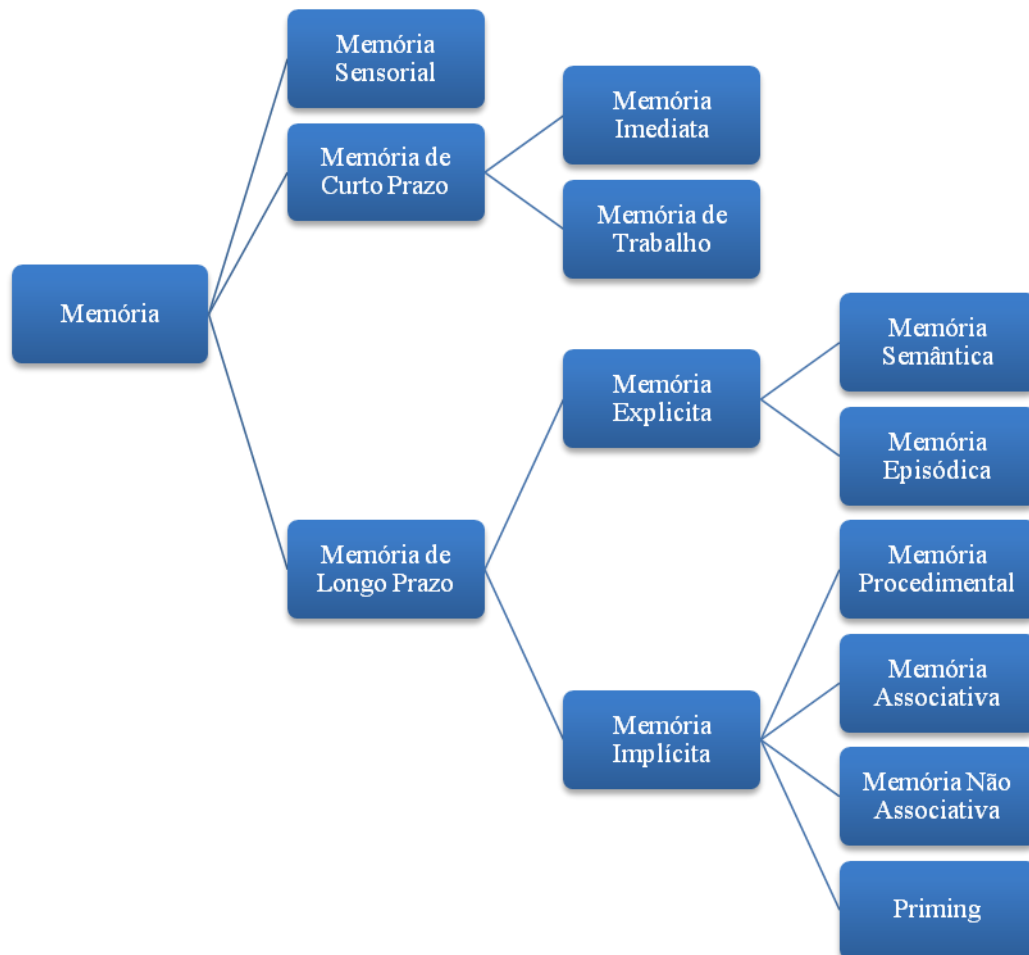 Memória
Sensorial
Memória
Imediata
Memória de
Curto Prazo
Memória de
Trabalho
Memória
Memória
Semântica
Memória
Explicita
Memória
Episódica
Memória de
Longo Prazo
Memória
Procedimental
Memória
Associativa
Memória
Implícita
Memória Não
Associativa
Priming